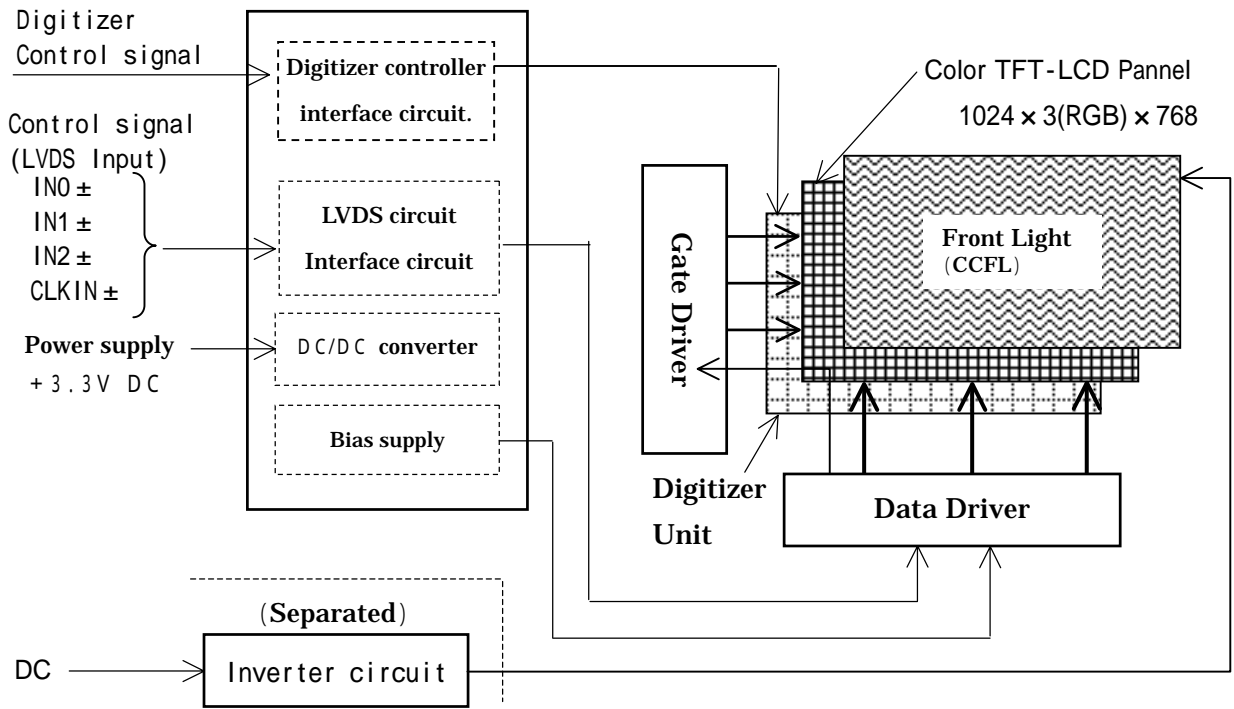 Digitizer
Control signal
Control signal
(LVDS Input)
IN0 ±
IN1 ±
IN2 ±
CLKIN ±
Power supply
+3.3V DC
Digitizer controller
interface circuit.
LVDS circuit
Interface circuit
DC/DC converter
Bias supply
Color TFT-LCD Pannel
1024 × 3(RGB) × 768
Gate Driver
Front Light
(CCFL)
Digitizer
Unit
Data Driver
(Separated)
DC
Inverter circuit